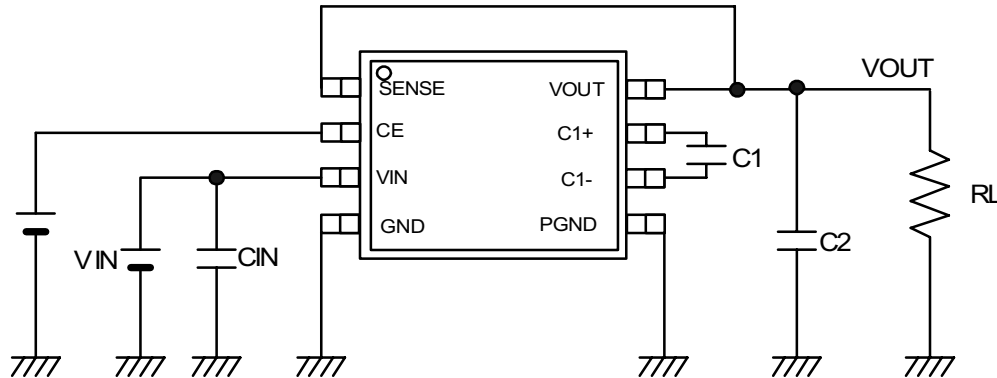 VOUT
SENSE
VOUT
CE
C1+
C1
VIN
C1-
RL
GND
PGND
VIN
CIN
C2